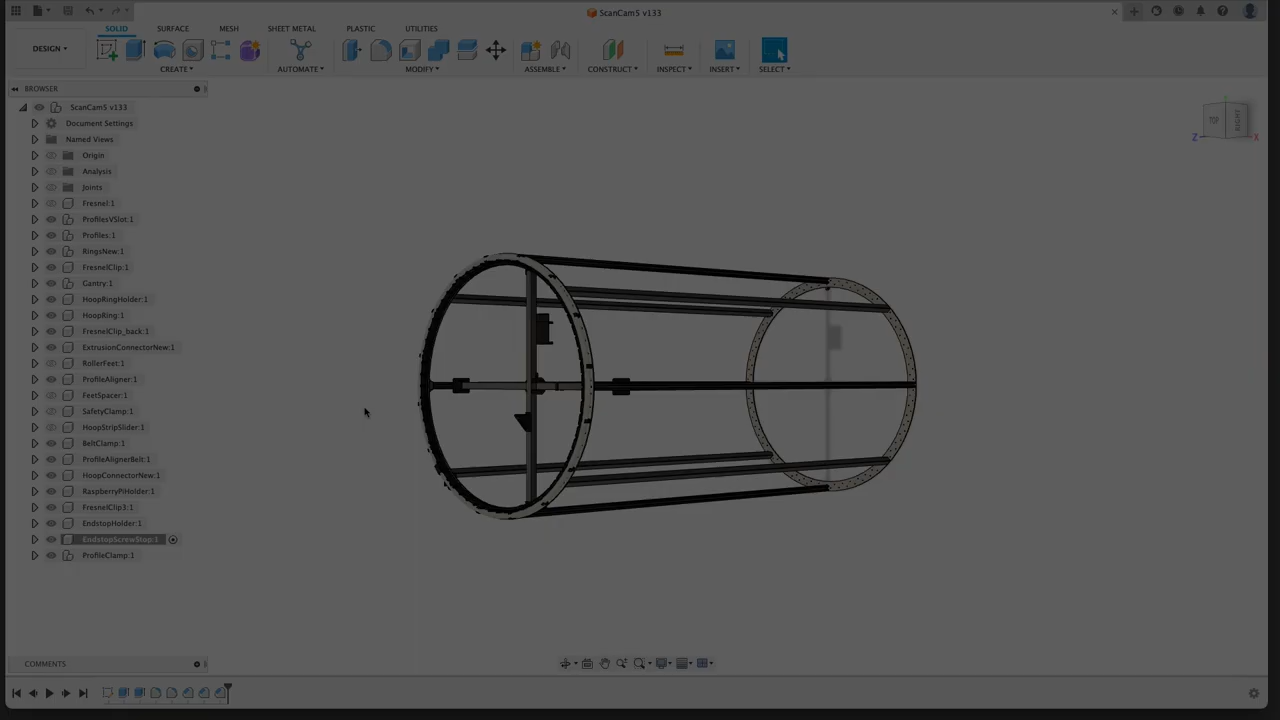 ScanCam5 v133
SOLID SURFACE MESH SHEET METAL PLASTIC UTILITIES
DESIGN
CREATE AUTOMATE MODIFY ASSEMBLE CONSTRUCT INSPECT INSERT SELECT
BROWSER
ScanCam5 v133
Document Settings
Named Views
Origin
Analysis
Joints
Fresnel:1
ProfilesVSlot:1
Profiles:1
RingsNew:1
FresnelClip:1
Gantry:1
HoopRingHolder:1
HoopRing:1
FresnelClip_back:1
ExtrusionConnectorNew:1
RollerFeet:1
ProfileAligner:1
FeetSpacer:1
SafetyClamp:1
HoopStripSlider:1
BeltClamp:1
ProfileAlignerBelt:1
HoopConnectorNew:1
RaspberryPiHolder:1
FresnelClip3:1
EndstopHolder:1
EndstopScrewStop:1
ProfileClamp:1
TOP RIGHT
Z X
COMMENTS